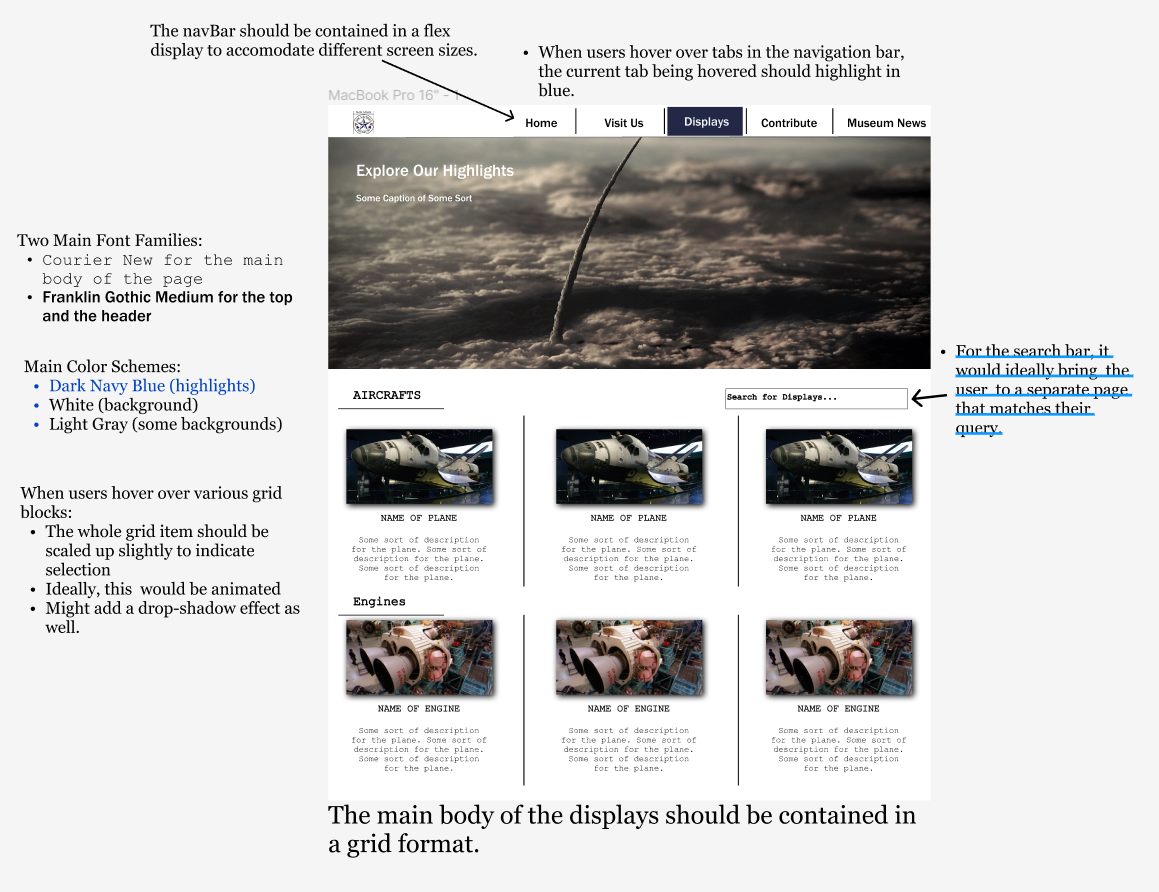 The navBar should be contained in a flex
display to accomodate different screen sizes.
• When users hover over tabs in the navigation bar,
the current tab being hovered should highlight in
blue.
MacBook Pro 16" - 1
Home
Visit Us
Displays
Contribute
Museum News
Explore Our Highlights
Some Caption of Some Sort
Two Main Font Families:
• Courier New for the main
body of the page
• Franklin Gothic Medium for the top
and the header
Main Color Schemes:
• Dark Navy Blue (highlights)
• White (background)
• Light Gray (some backgrounds)
When users hover over various grid
blocks:
• The whole grid item should be
scaled up slightly to indicate
selection
• Ideally, this would be animated
• Might add a drop-shadow effect as
well.
• For the search bar, it
would ideally bring the
user to a separate page
that matches their
query.
AIRCRAFTS
Search for Displays...
NAME OF PLANE
Some sort of description
for the plane. Some sort of
description for the plane.
Some sort of description
for the plane.
NAME OF PLANE
Some sort of description
for the plane. Some sort of
description for the plane.
Some sort of description
for the plane.
NAME OF PLANE
Some sort of description
for the plane. Some sort of
description for the plane.
Some sort of description
for the plane.
Engines
NAME OF ENGINE
Some sort of description
for the plane. Some sort of
description for the plane.
Some sort of description
for the plane.
NAME OF ENGINE
Some sort of description
for the plane. Some sort of
description for the plane.
Some sort of description
for the plane.
NAME OF ENGINE
Some sort of description
for the plane. Some sort of
description for the plane.
Some sort of description
for the plane.
The main body of the displays should be contained in
a grid format.